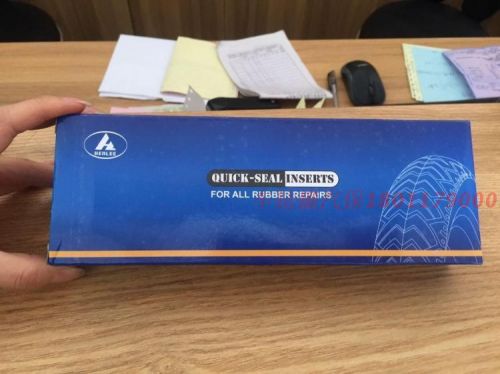 BERLEE
QUICK-SEAL INSERTS
FOR ALL RUBBER REPAIRS